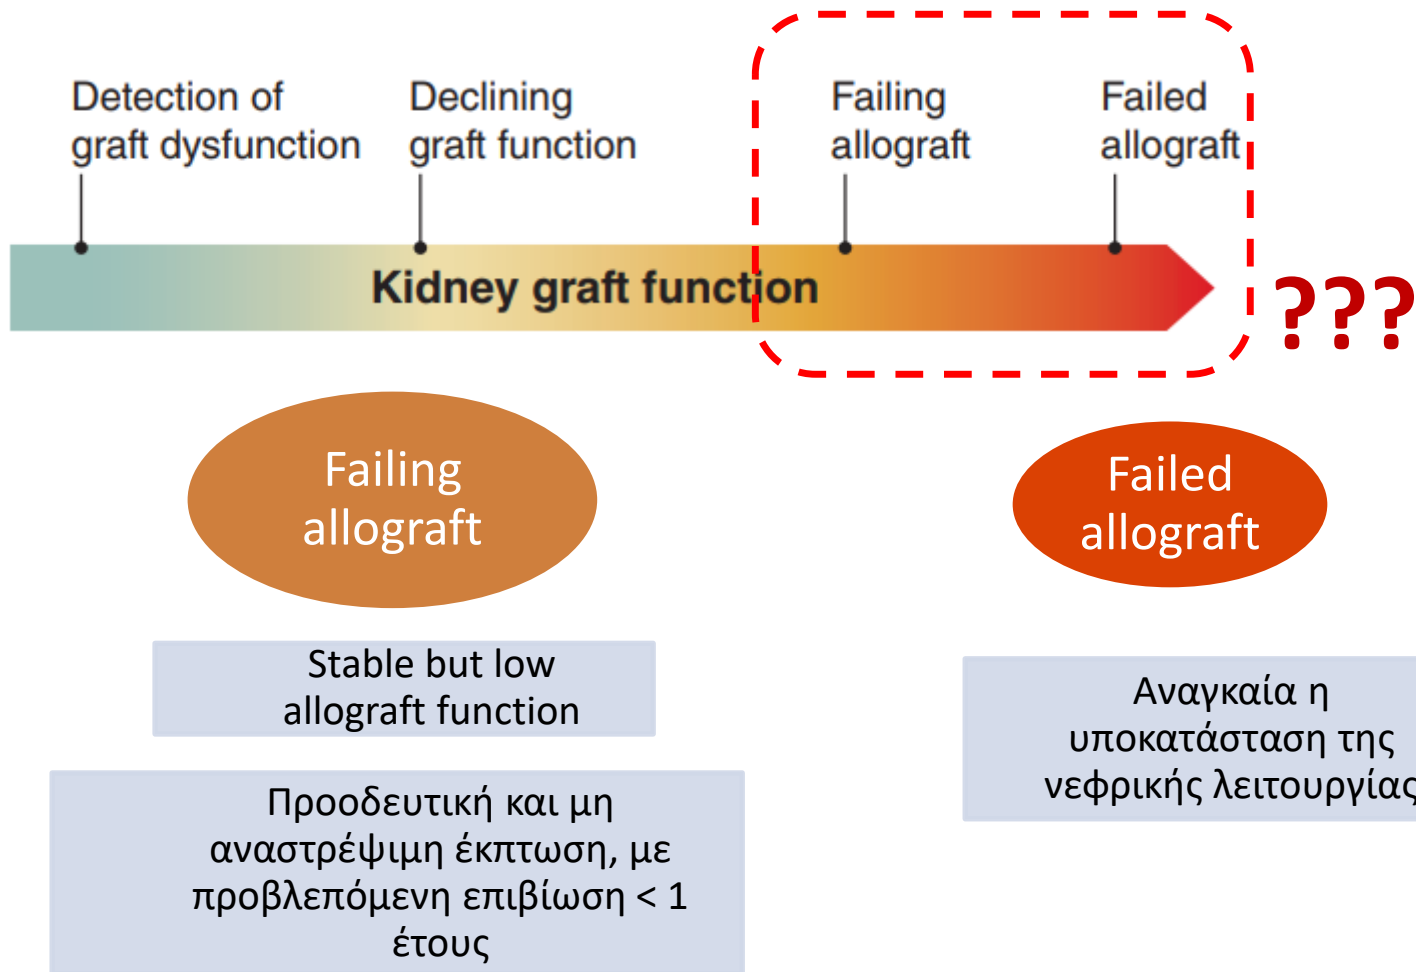 Detection of
graft dysfunction
Declining
graft function
Failing
allograft
Failed
allograft
Kidney graft function
???
Failing
allograft
Failed
allograft
Stable but low
allograft function
Αναγκαία η
υποκατάσταση της
νεφρικής λειτουργίας
Προοδευτική και μη
αναστρέψιμη έκπτωση, με
προβλεπόμενη επιβίωση < 1
έτους